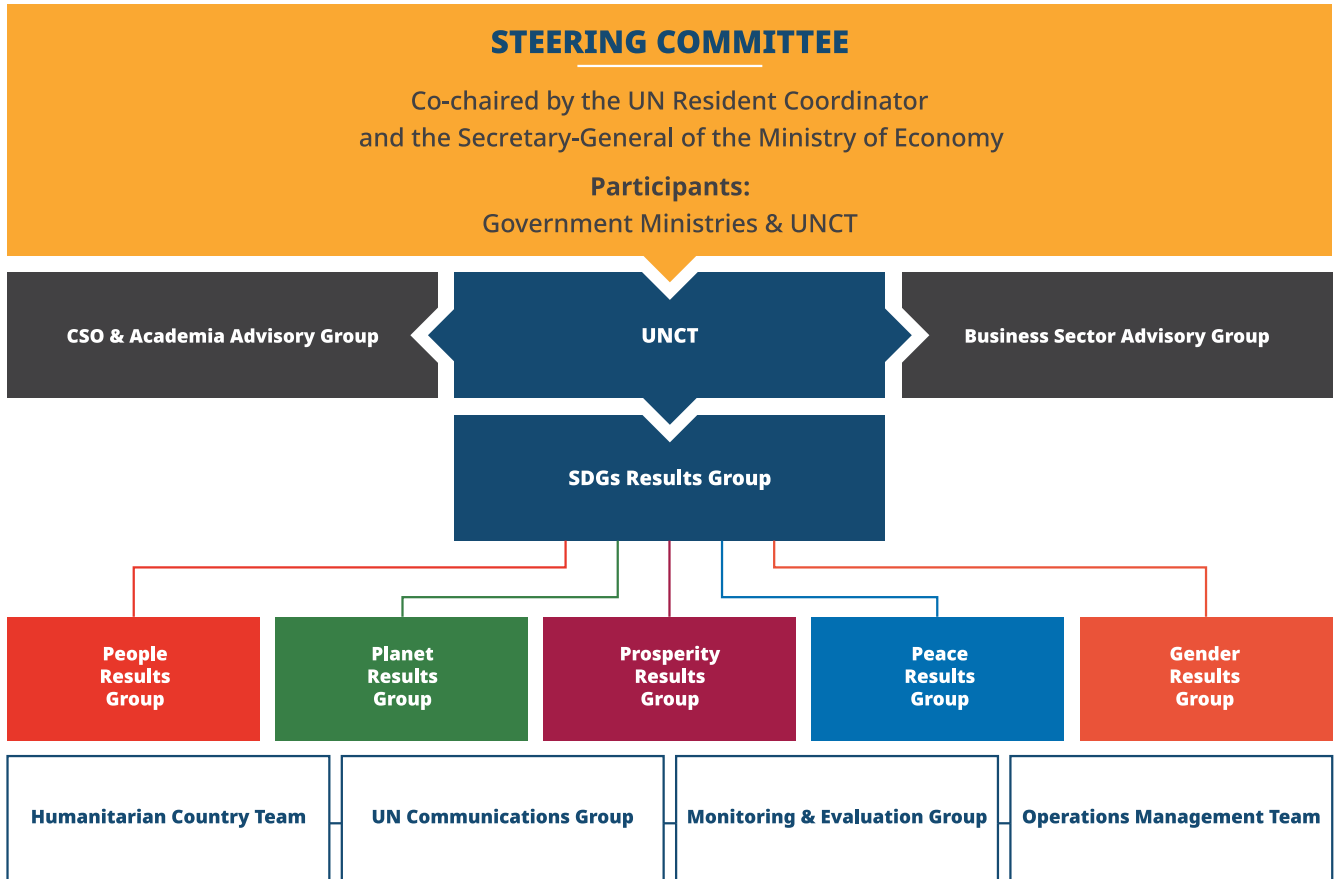 STEERING COMMITTEE
Co-chaired by the UN Resident Coordinator
and the Secretary-General of the Ministry of Economy
Participants:
Government Ministries & UNCT
CSO & Academia Advisory Group
UNCT
Business Sector Advisory Group
SDGs Results Group
People
Results
Group
Planet
Results
Group
Prosperity
Results
Group
Peace
Results
Group
Gender
Results
Group
Humanitarian Country Team
UN Communications Group
Monitoring & Evaluation Group
Operations Management Team